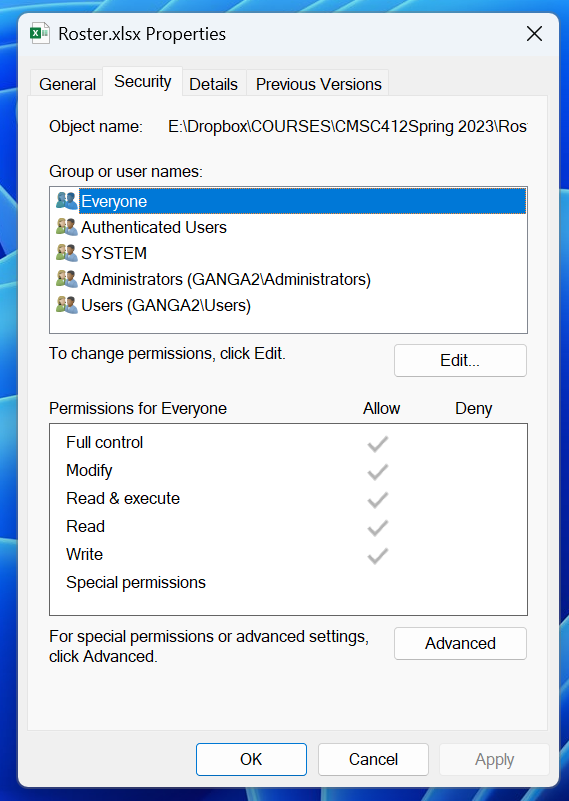 Roster.xlsx Properties
General Security Details Previous Versions
Object name: E:\Dropbox\COURSES\CMSC412Spring 2023\Ros
Group or user names:
Everyone
Authenticated Users
SYSTEM
Administrators (GANGA2\Administrators)
Users (GANGA2\Users)
To change permissions, click Edit.
Edit...
Permissions for Everyone Allow Deny
Full control
Modify
Read & execute
Read
Write
Special permissions
For special permissions or advanced settings,
click Advanced.
Advanced
OK Cancel Apply